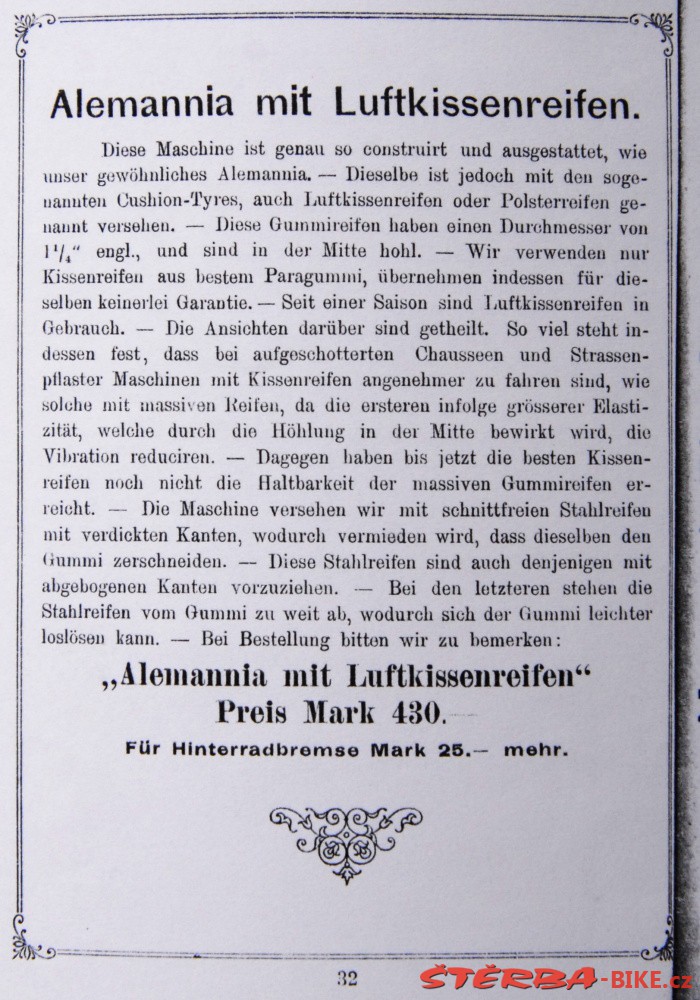 Alemannia mit Luftkissenreifen.
Diese Maschine ist genau so construirt und ausgestattet, wie
unser gewöhnliches Alemannia. — Dieselbe ist jedoch mit den soge-
nannten Cushion-Tyres, auch Luftkissenreifen oder Polsterreifen ge-
nannt versehen. — Diese Gummireifen haben einen Durchmesser von
1¹/₄" engl., und sind in der Mitte hohl. — Wir verwenden nur
Kissenreifen aus bestem Paragummi, übernehmen indessen für die-
selben keinerlei Garantie. — Seit einer Saison sind Luftkissenreifen in
Gebrauch. — Die Ansichten darüber sind getheilt. So viel steht in-
dessen fest, dass bei aufgeschotterten Chausseen und Strassen-
pflaster Maschinen mit Kissenreifen angenehmer zu fahren sind, wie
solche mit massiven Reifen, da die ersteren infolge grösserer Elasti-
zität, welche durch die Höhlung in der Mitte bewirkt wird, die
Vibration reduciren. — Dagegen haben bis jetzt die besten Kissen-
reifen noch nicht die Haltbarkeit der massiven Gummireifen er-
reicht. — Die Maschine versehen wir mit schnittfreien Stahlreifen
mit verdickten Kanten, wodurch vermieden wird, dass dieselben den
Gummi zerschneiden. — Diese Stahlreifen sind auch denjenigen mit
abgebogenen Kanten vorzuziehen. — Bei den letzteren stehen die
Stahlreifen vom Gummi zu weit ab, wodurch sich der Gummi leichter
loslösen kann. — Bei Bestellung bitten wir zu bemerken:
„Alemannia mit Luftkissenreifen“
Preis Mark 430.—
Für Hinterradbremse Mark 25.— mehr.
32
ŠTĚRBA-BIKE.cz